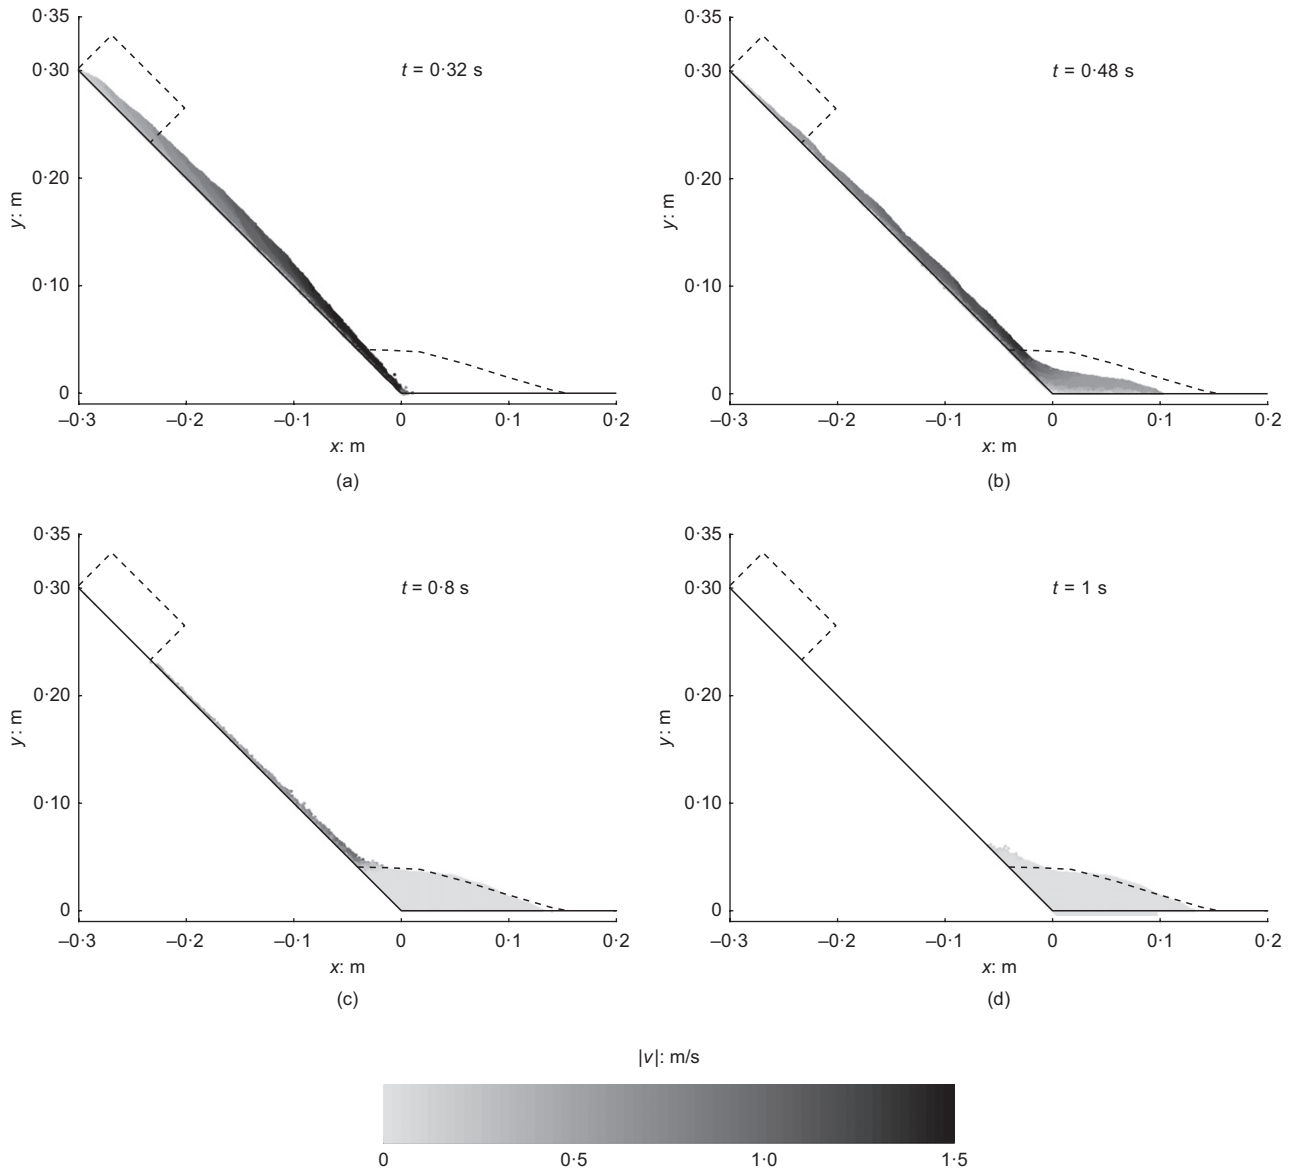 0·35
0·30
0·20
0·10
0
y: m
t = 0·32 s
–0·3 –0·2 –0·1 0 0·1 0·2
x: m
(a)
0·35
0·30
0·20
0·10
0
y: m
t = 0·48 s
–0·3 –0·2 –0·1 0 0·1 0·2
x: m
(b)
0·35
0·30
0·20
0·10
0
y: m
t = 0·8 s
–0·3 –0·2 –0·1 0 0·1 0·2
x: m
(c)
0·35
0·30
0·20
0·10
0
y: m
t = 1 s
–0·3 –0·2 –0·1 0 0·1 0·2
x: m
(d)
|v|: m/s
0 0·5 1·0 1·5